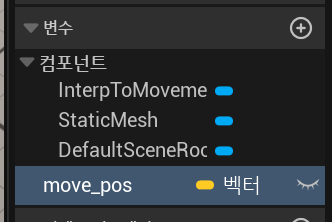 변수
컴포넌트
InterpToMoveme
StaticMesh
DefaultSceneRoc
move_pos 벡터